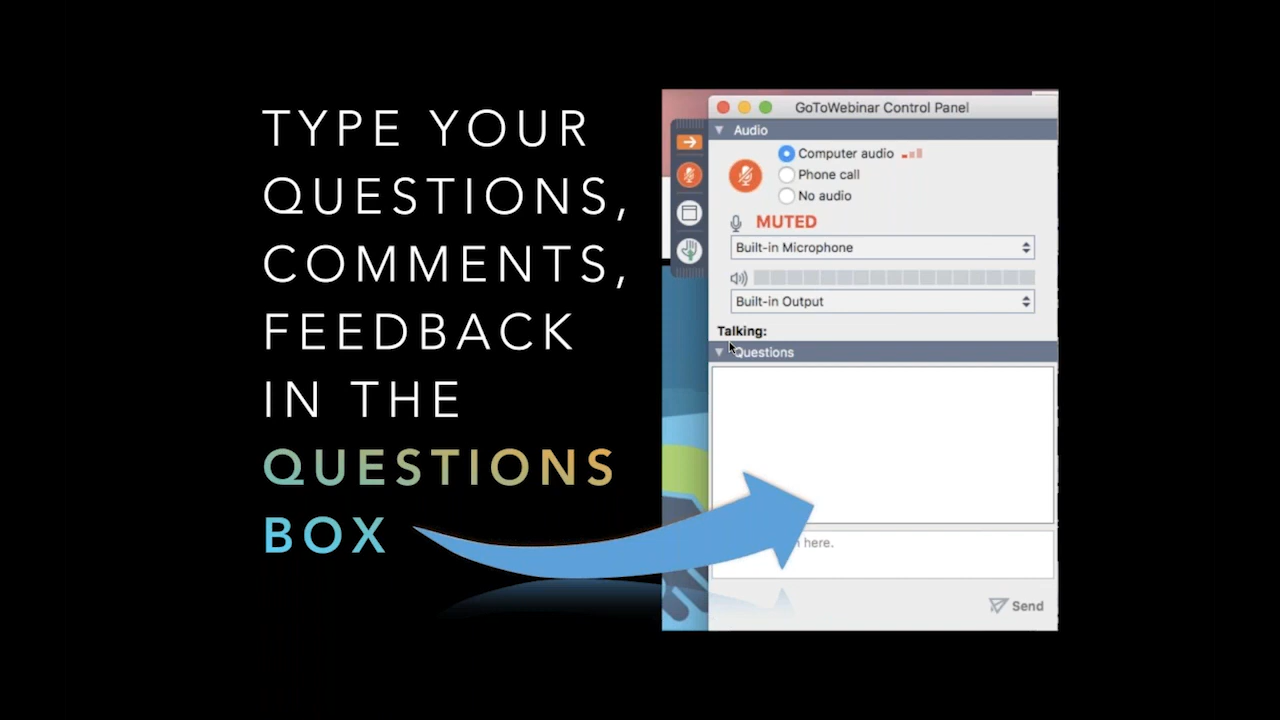 TYPE YOUR
QUESTIONS,
COMMENTS,
FEEDBACK
IN THE
QUESTIONS
BOX
GoToWebinar Control Panel
Audio
Computer audio
Phone call
No audio
MUTED
Built-in Microphone
Built-in Output
Talking:
Questions
here.
Send